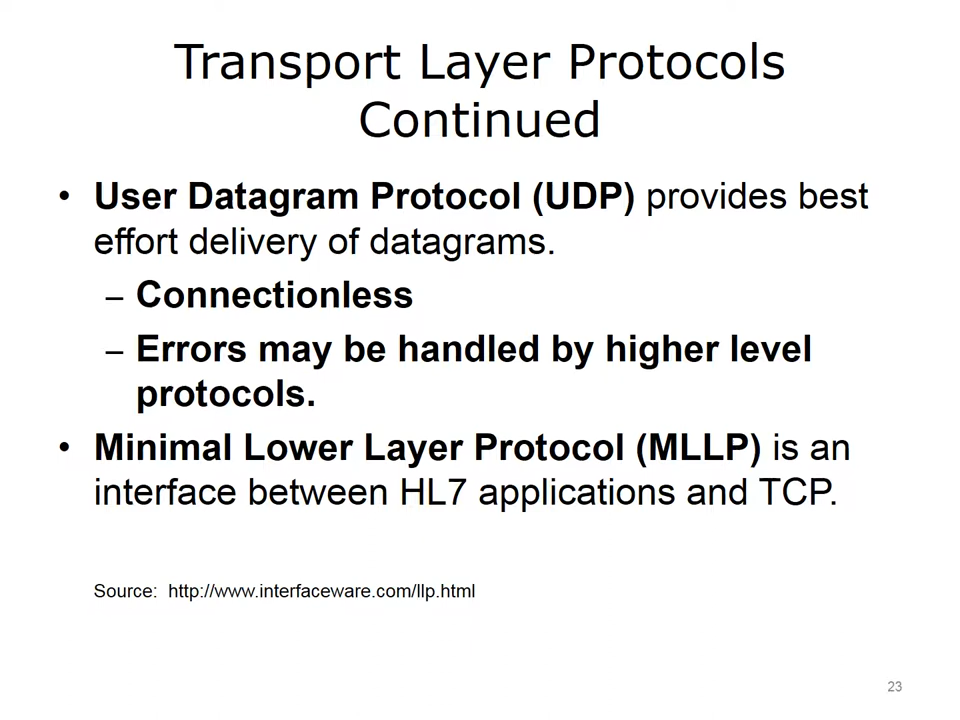 Transport Layer Protocols
Continued
• User Datagram Protocol (UDP) provides best
effort delivery of datagrams.
– Connectionless
– Errors may be handled by higher level
protocols.
• Minimal Lower Layer Protocol (MLLP) is an
interface between HL7 applications and TCP.
Source: http://www.interfaceware.com/llp.html
23